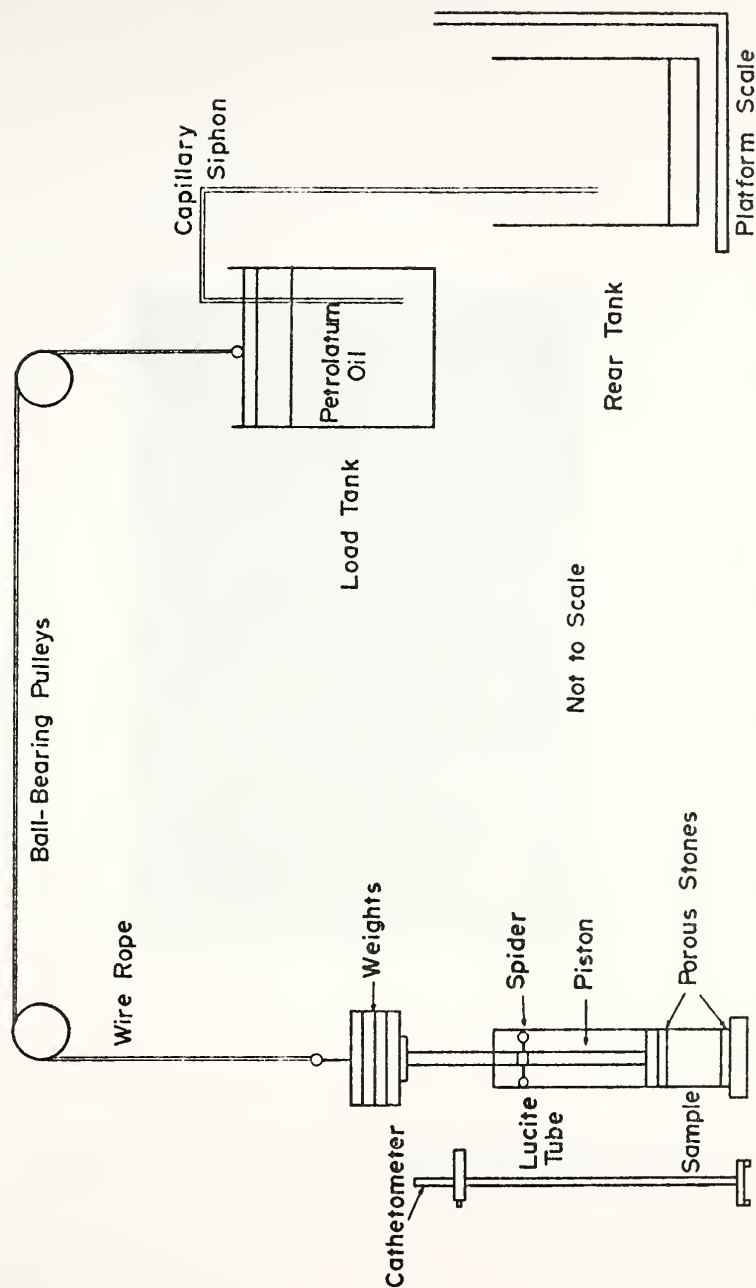 Ball-Bearing Pulleys
Wire Rope
Capillary
Siphon
Petrolatum
Oil
Load Tank
Weights
Cathetometer
Spider
Lucite
Tube
Piston
Not to Scale
Rear Tank
Sample
Porous Stones
Platform Scale